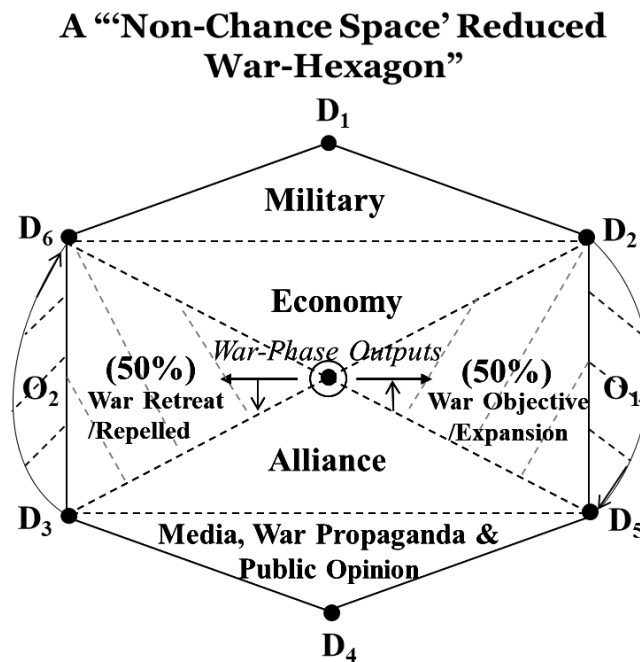 A “‘Non-Chance Space’ Reduced
War-Hexagon”
D1
Military
D6
D2
Economy
War-Phase Outputs
(50%)
War Retreat
/Repelled
(50%)
War Objective
/Expansion
O2
O1
Alliance
D3
D5
Media, War Propaganda &
Public Opinion
D4